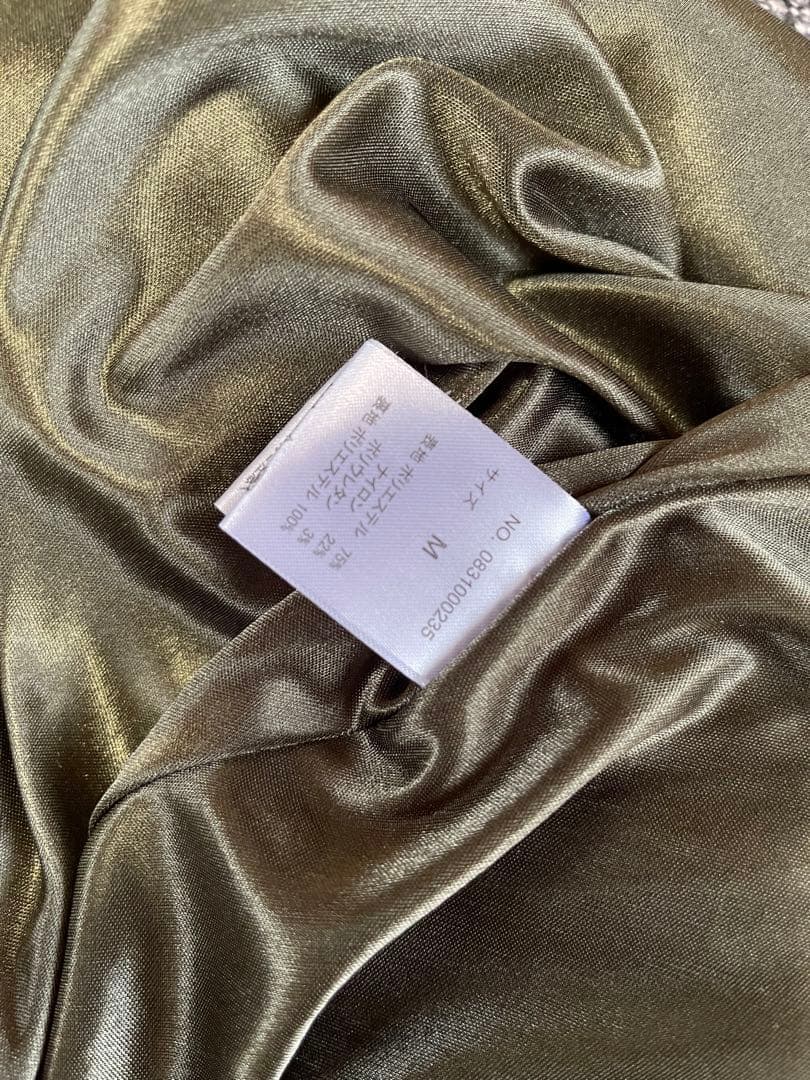 NO. 0831000235
サイズ M
表地 ポリエステル 75%
ナイロン 22%
ポリウレタン 3%
裏地 ポリエステル 100%